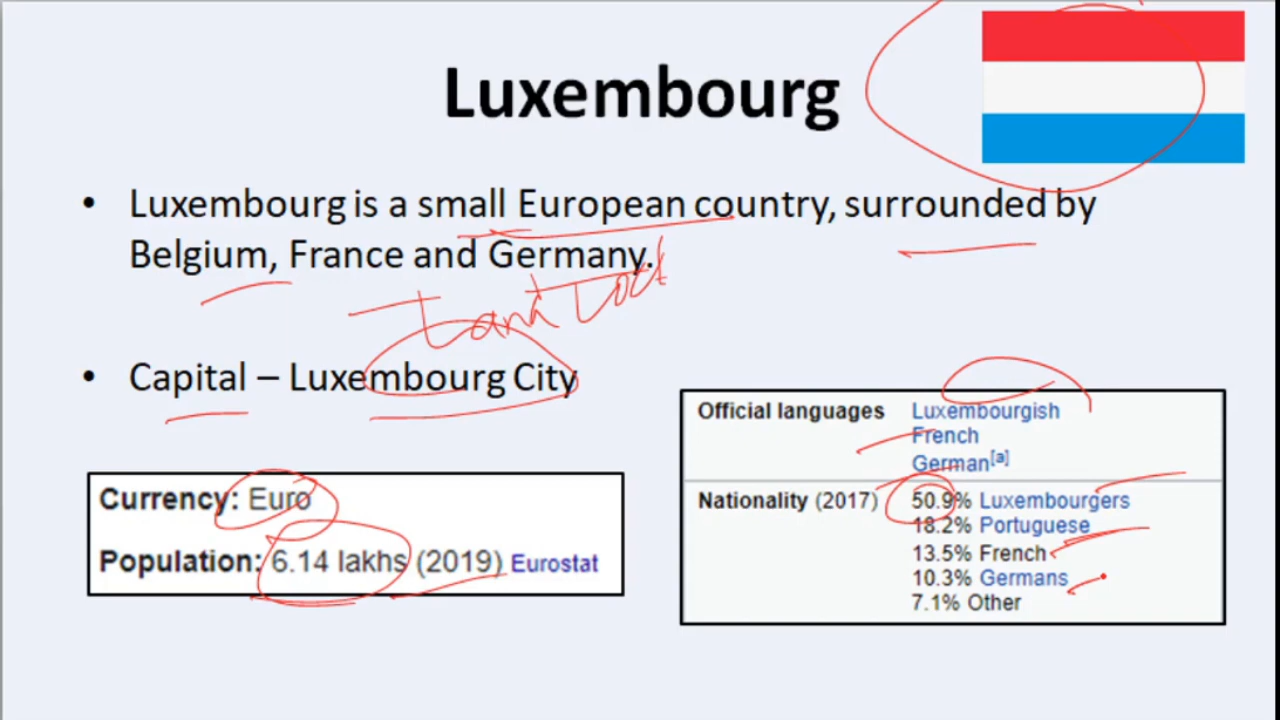 Luxembourg
• Luxembourg is a small European country, surrounded by
Belgium, France and Germany.
• Capital – Luxembourg City
Currency: Euro
Population: 6.14 lakhs (2019) Eurostat
Official languages Luxembourgish
French
German[a]
Nationality (2017) 50.9% Luxembourgers
18.2% Portuguese
13.5% French
10.3% Germans
7.1% Other